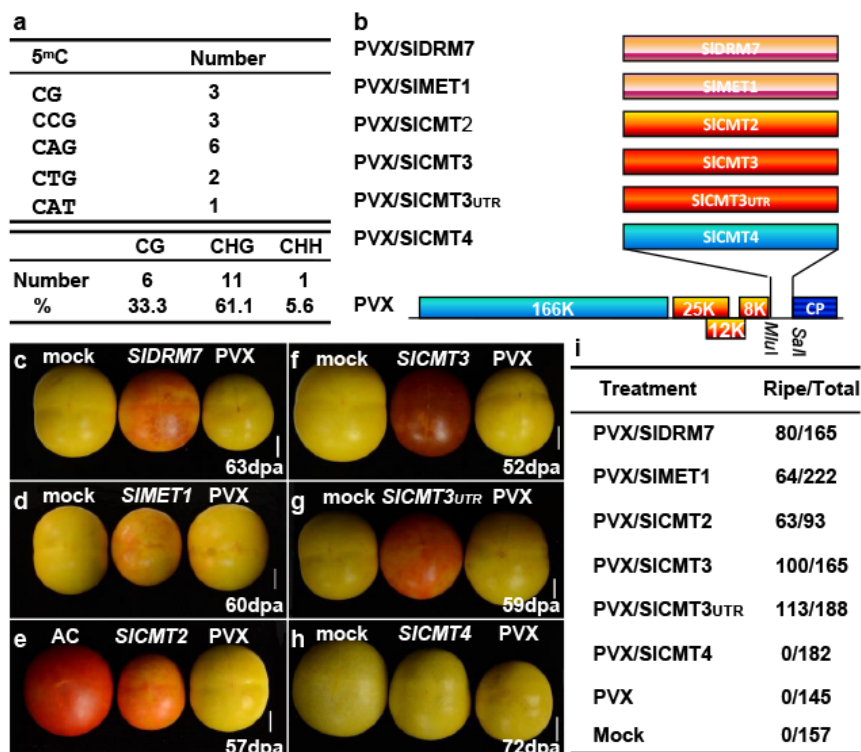 a
5mC Number
CG 3
CCG 3
CAG 6
CTG 2
CAT 1
CG CHG CHH
Number 6 11 1
% 33.3 61.1 5.6
b
PVX/SlDRM7 SlDRM7
PVX/SlMET1 SlMET1
PVX/SlCMT2 SlCMT2
PVX/SlCMT3 SlCMT3
PVX/SlCMT3UTR SlCMT3UTR
PVX/SlCMT4 SlCMT4
PVX 166K 25K 12K 8K CP
MluI SalI
c mock SlDRM7 PVX
63dpa
d mock SlMET1 PVX
60dpa
e AC SlCMT2 PVX
57dpa
f mock SlCMT3 PVX
52dpa
g mock SlCMT3UTR PVX
59dpa
h mock SlCMT4 PVX
72dpa
i
Treatment Ripe/Total
PVX/SlDRM7 80/165
PVX/SlMET1 64/222
PVX/SlCMT2 63/93
PVX/SlCMT3 100/165
PVX/SlCMT3UTR 113/188
PVX/SlCMT4 0/182
PVX 0/145
Mock 0/157